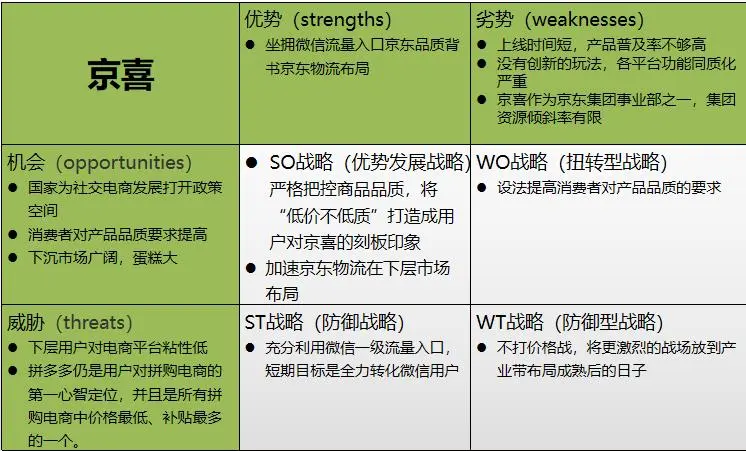 京喜
优势（strengths）
坐拥微信流量入口京东品质背
书京东物流布局
劣势（weaknesses）
上线时间短，产品普及率不够高
没有创新的玩法，各平台功能同质化
严重
京喜作为京东集团事业部之一，集团
资源倾斜率有限
机会（opportunities）
国家为社交电商发展打开政策
空间
消费者对产品品质要求提高
下沉市场广阔，蛋糕大
SO战略（优势发展战略）
严格把控商品品质，将
“低价不低质”打造成用
户对京喜的刻板印象
加速京东物流在下层市场
布局
WO战略（扭转型战略）
设法提高消费者对产品品质的要求
威胁（threats）
下层用户对电商平台粘性低
拼多多仍是用户对拼购电商的
第一心智定位，并且是所有拼
购电商中价格最低、补贴最多
的一个。
ST战略（防御战略）
充分利用微信一级流量入口，
短期目标是全力转化微信用户
WT战略（防御型战略）
不打价格战，将更激烈的战场放到产
业带布局成熟后的日子